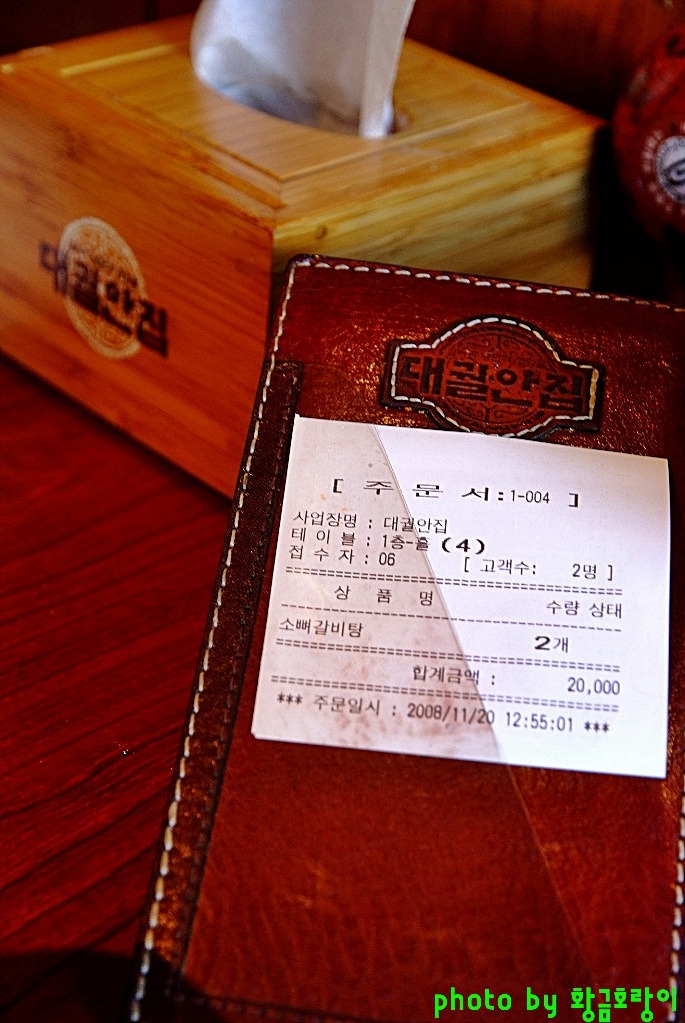 대궐안집
대궐안집
[ 주 문 서:1-004 ]
사업장명 : 대궐안집
테 이 블 : 1층-홀 (4)
접 수 자 : 06 [ 고객수: 2명 ]
상 품 명 수량 상태
소뼈갈비탕 2개
합계금액 : 20,000
*** 주문일시 : 2008/11/20 12:55:01 ***
photo by 황금호랑이